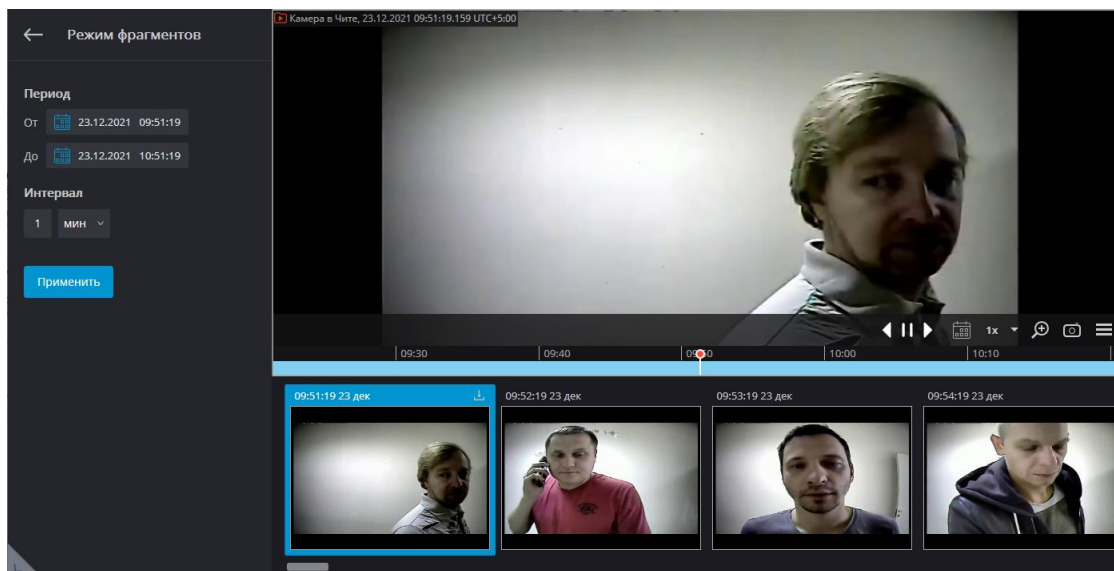 Режим фрагментов
Период
От 23.12.2021 09:51:19
До 23.12.2021 10:51:19
Интервал
1 мин
Применить
Камера в Чите, 23.12.2021 09:51:19.159 UTC+5:00
1x
09:30 09:40 09:50 10:00 10:10
09:51:19 23 дек 09:52:19 23 дек 09:53:19 23 дек 09:54:19 23 дек